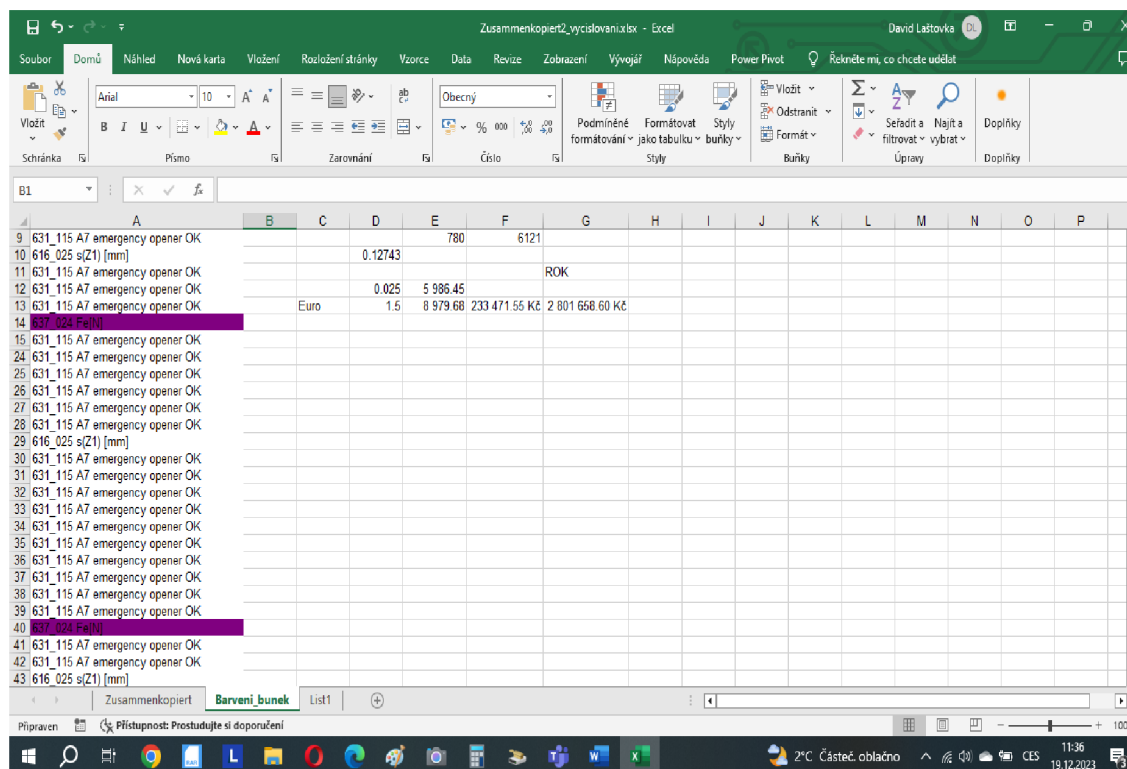 Zusammenkopiert2_vycislovani.xlsx - Excel David Laštovka DL
Soubor Domů Náhled Nová karta Vložení Rozložení stránky Vzorce Data Revize Zobrazení Vývojář Nápověda Power Pivot Řekněte mi, co chcete udělat
Vložit
Schránka
Arial 10
B I U
Písmo
ab
Zarovnání
Obecný
% 000
Číslo
Podmíněné formátování
Formátovat jako tabulku
Styly buňky
Styly
Vložit
Odstranit
Formát
Buňky
Seřadit a filtrovat
Najít a vybrat
Úpravy
Doplňky
Doplňky
B1 fx
A B C D E F G H I J K L M N O P
9 631_115 A7 emergency opener OK 780 6121
10 616_025 s(Z1) [mm] 0.12743
11 631_115 A7 emergency opener OK ROK
12 631_115 A7 emergency opener OK 0.025 5 986.45
13 631_115 A7 emergency opener OK Euro 1.5 8 979.68 233 471.55 Kč 2 801 658.60 Kč
14 637_024 Fe[N]
15 631_115 A7 emergency opener OK
24 631_115 A7 emergency opener OK
25 631_115 A7 emergency opener OK
26 631_115 A7 emergency opener OK
27 631_115 A7 emergency opener OK
28 631_115 A7 emergency opener OK
29 616_025 s(Z1) [mm]
30 631_115 A7 emergency opener OK
31 631_115 A7 emergency opener OK
32 631_115 A7 emergency opener OK
33 631_115 A7 emergency opener OK
34 631_115 A7 emergency opener OK
35 631_115 A7 emergency opener OK
36 631_115 A7 emergency opener OK
37 631_115 A7 emergency opener OK
38 631_115 A7 emergency opener OK
39 631_115 A7 emergency opener OK
40 637_024 Fe[N]
41 631_115 A7 emergency opener OK
42 631_115 A7 emergency opener OK
43 616_025 s(Z1) [mm]
Zusammenkopiert Barveni_bunek List1
Připraven Přístupnost: Prostudujte si doporučení 100
2°C Částeč. oblačno CES 11:36
19.12.2023